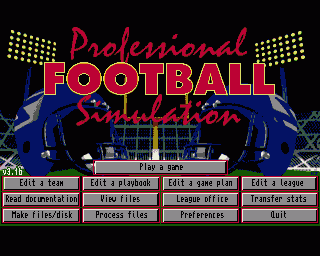 Professional
FOOTBALL
Simulation
Play a game
v3.16
Edit a team Edit a playbook Edit a game plan Edit a league
Read documentation View files League office Transfer stats
Make files/disk Process files Preferences Quit